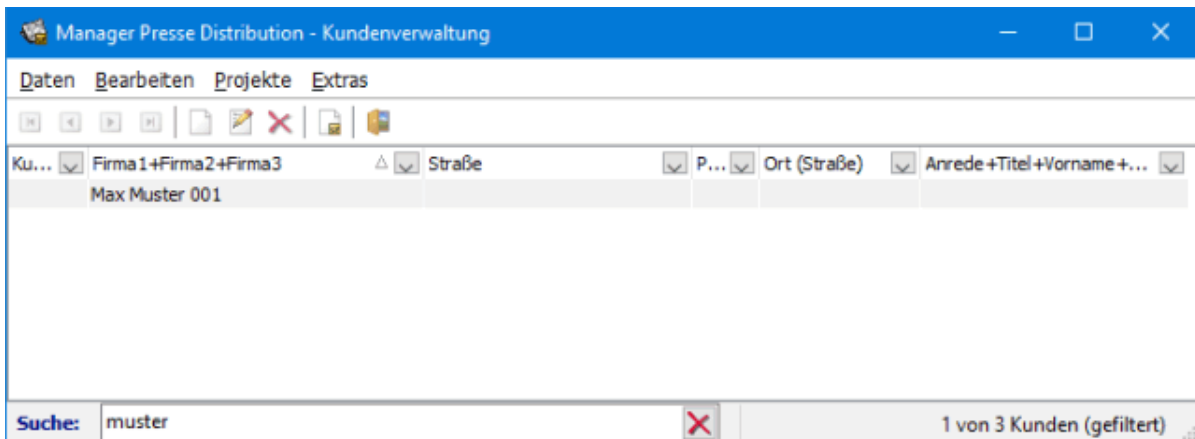 Manager Presse Distribution - Kundenverwaltung
Daten Bearbeiten Projekte Extras
Ku... Firma1+Firma2+Firma3 Straße P... Ort (Straße) Anrede+Titel+Vorname+...
Max Muster 001
Suche: muster 1 von 3 Kunden (gefiltert)